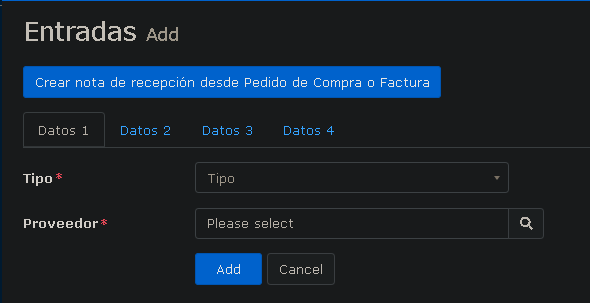 Entradas Add
Crear nota de recepción desde Pedido de Compra o Factura
Datos 1 Datos 2 Datos 3 Datos 4
Tipo * Tipo
Proveedor * Please select
Add Cancel